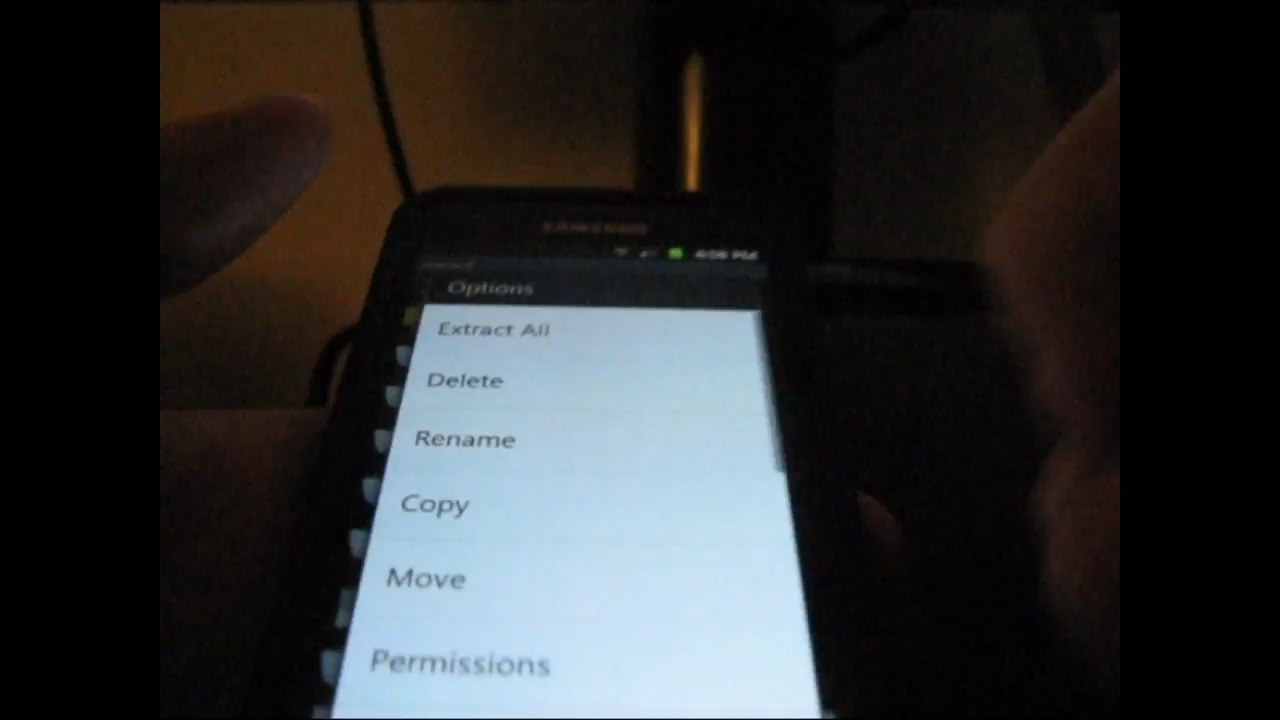 SAMSUNG
4:06 PM
Options
Extract All
Delete
Rename
Copy
Move
Permissions